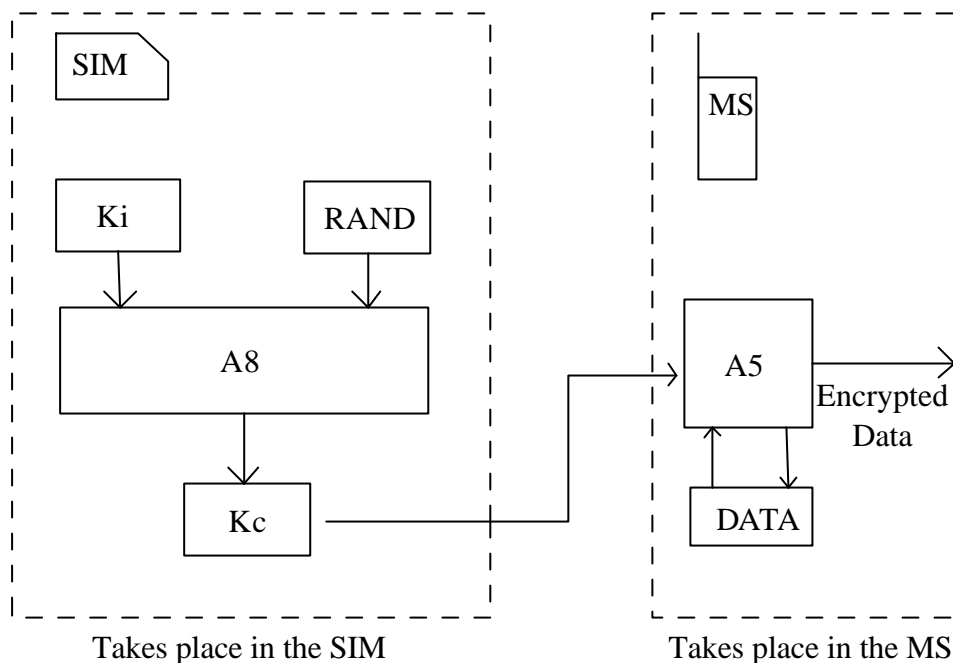 SIM
MS
Ki
RAND
A8
A5
Encrypted
Data
Kc
DATA
Takes place in the SIM
Takes place in the MS